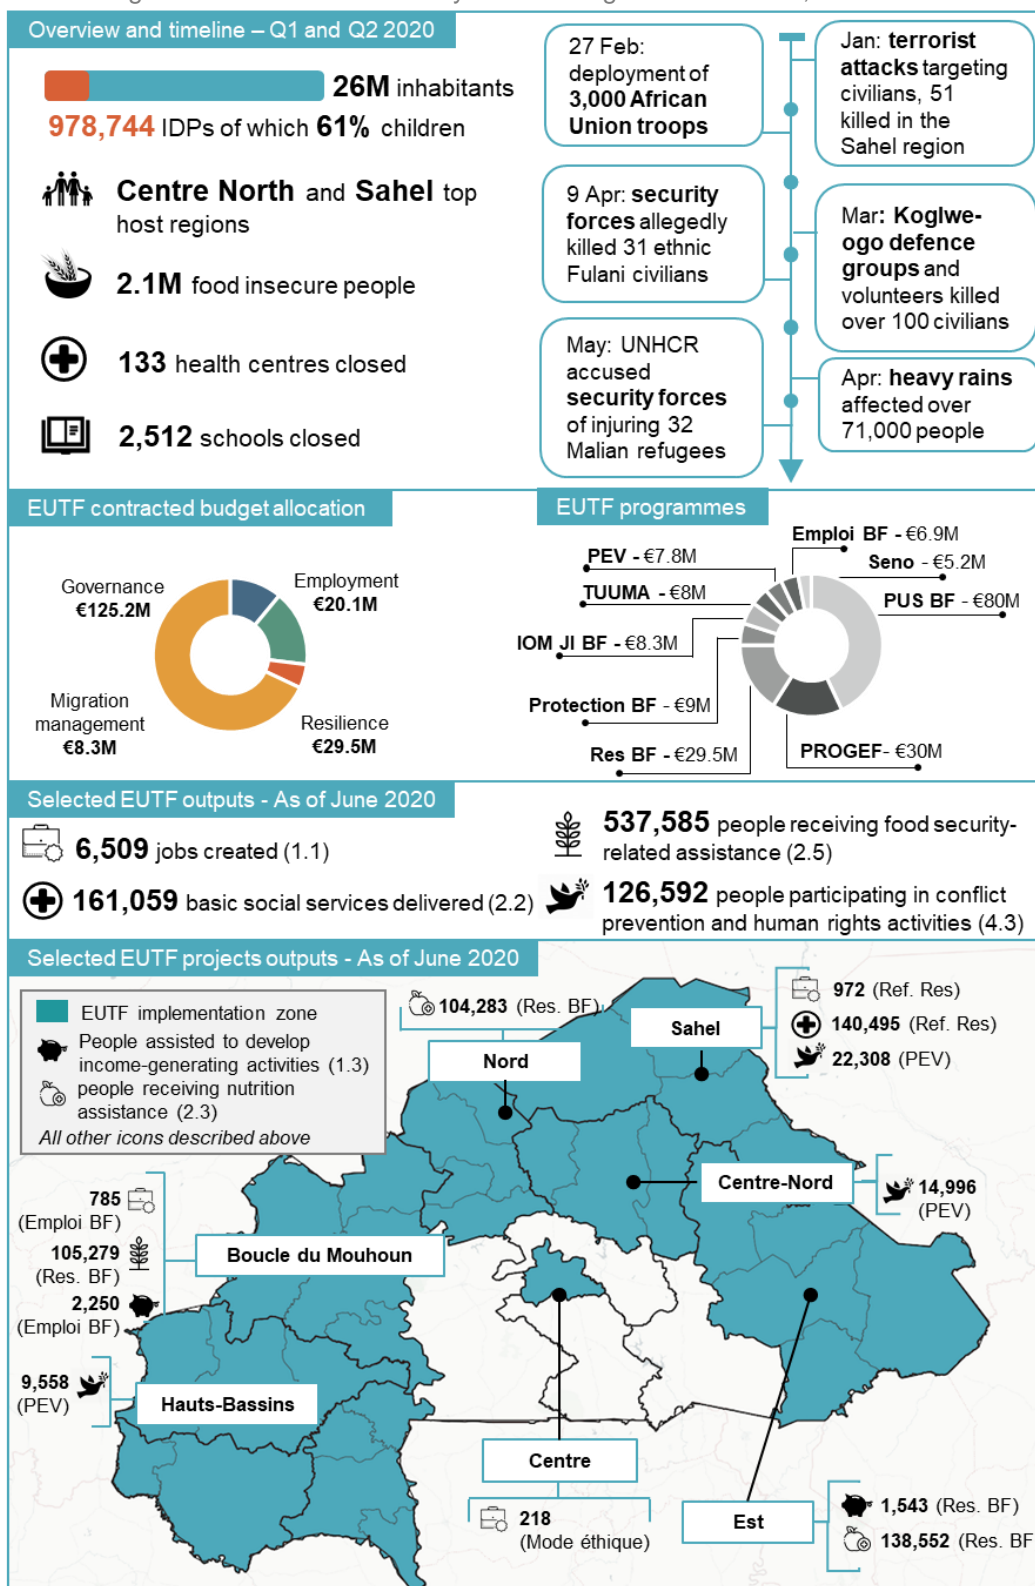 Overview and timeline – Q1 and Q2 2020
26M inhabitants
978,744 IDPs of which 61% children
Centre North and Sahel top
host regions
2.1M food insecure people
133 health centres closed
2,512 schools closed
27 Feb:
deployment of
3,000 African
Union troops
Jan: terrorist
attacks targeting
civilians, 51
killed in the
Sahel region
9 Apr: security
forces allegedly
killed 31 ethnic
Fulani civilians
Mar: Koglwe-
ogo defence
groups and
volunteers killed
over 100 civilians
May: UNHCR
accused
security forces
of injuring 32
Malian refugees
Apr: heavy rains
affected over
71,000 people
EUTF contracted budget allocation
Governance
€125.2M
Employment
€20.1M
Migration
management
€8.3M
Resilience
€29.5M
EUTF programmes
Emploi BF - €6.9M
PEV – €7.8M
Seno - €5.2M
TUUMA – €8M
PUS BF – €80M
IOM JI BF - €8.3M
Protection BF - €9M
Res BF - €29.5M
PROGEF- €30M
Selected EUTF outputs - As of June 2020
6,509 jobs created (1.1)
161,059 basic social services delivered (2.2)
537,585 people receiving food security-
related assistance (2.5)
126,592 people participating in conflict
prevention and human rights activities (4.3)
Selected EUTF projects outputs - As of June 2020
EUTF implementation zone
People assisted to develop
income-generating activities (1.3)
people receiving nutrition
assistance (2.3)
All other icons described above
104,283 (Res. BF)
Nord
Sahel
972 (Ref. Res)
140,495 (Ref. Res)
22,308 (PEV)
Centre-Nord
14,996
(PEV)
785
(Emploi BF)
105,279
(Res. BF)
2,250
(Emploi BF)
Boucle du Mouhoun
9,558
(PEV)
Hauts-Bassins
Centre
218
(Mode éthique)
Est
1,543 (Res. BF)
138,552 (Res. BF